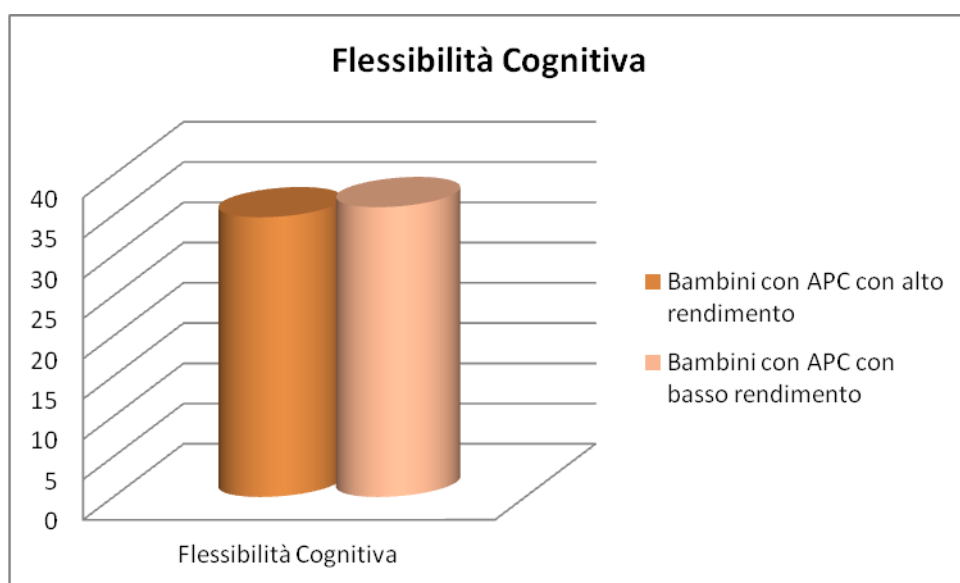 Flessibilità Cognitiva
40
35
30
25
20
15
10
5
0
Flessibilità Cognitiva
Bambini con APC con alto
rendimento
Bambini con APC con
basso rendimento